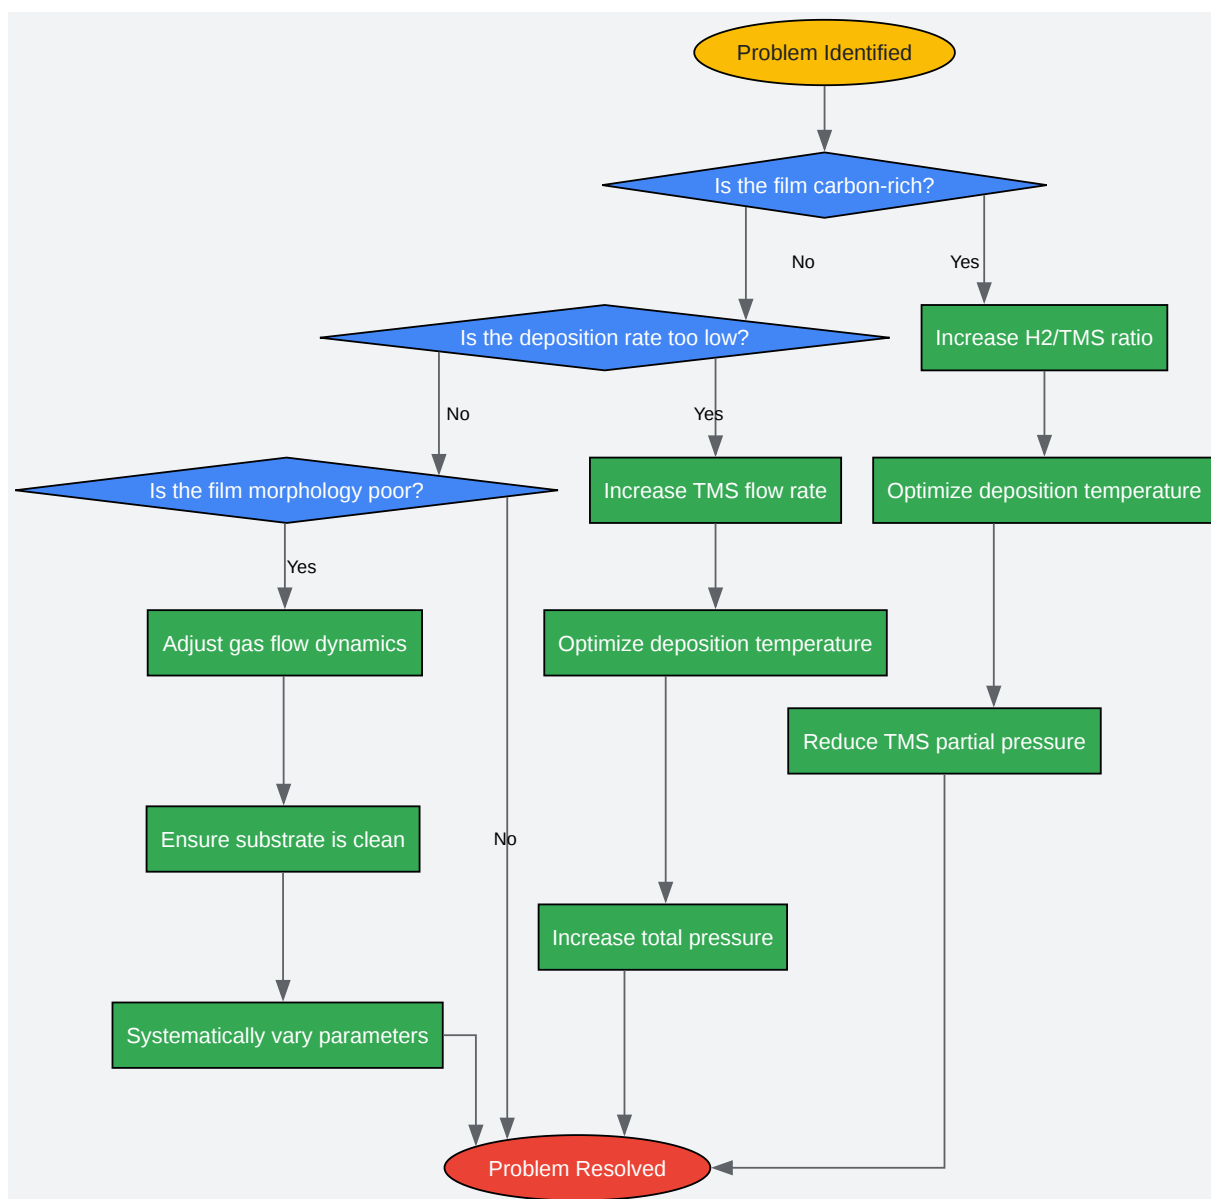 Problem Identified
Is the film carbon-rich?
No
Yes
Is the deposition rate too low?
Increase H2/TMS ratio
No
Yes
Is the film morphology poor?
Increase TMS flow rate
Optimize deposition temperature
Yes
Adjust gas flow dynamics
Optimize deposition temperature
Reduce TMS partial pressure
Ensure substrate is clean
No
Increase total pressure
Systematically vary parameters
Problem Resolved